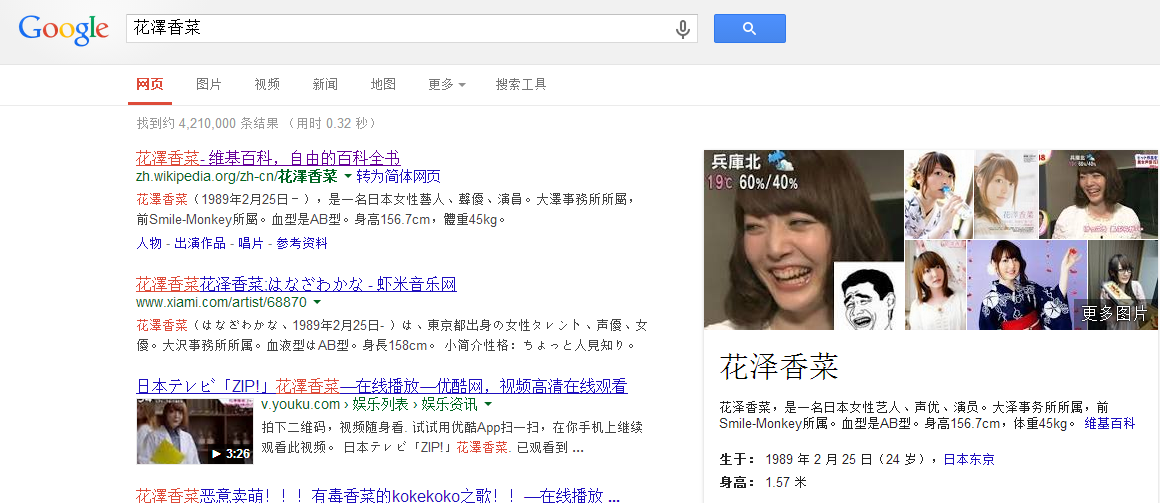 Google
花澤香菜
网页 图片 视频 新闻 地图 更多 搜索工具
找到约 4,210,000 条结果 （用时 0.32 秒）
花澤香菜- 维基百科，自由的百科全书
zh.wikipedia.org/zh-cn/花澤香菜 转为简体网页
花澤香菜（1989年2月25日－），是一名日本女性藝人、聲優、演員。大澤事務所所屬，
前Smile-Monkey所屬。血型是AB型。身高156.7cm，體重45kg。
人物 - 出演作品 - 唱片 - 参考资料
花澤香菜花泽香菜:はなざわかな - 虾米音乐网
www.xiami.com/artist/68870
花澤香菜（はなざわかな、1989年2月25日- ）は、東京都出身の女性タレント、声優、女
優。大沢事務所所属。血液型はAB型。身長158cm。 小简介性格：ちょっと人見知り。
日本テレビ「ZIP!」花澤香菜—在线播放—优酷网，视频高清在线观看
v.youku.com › 娱乐列表 › 娱乐资讯
拍下二维码，视频随身看. 试试用优酷App扫一扫，在你手机上继续
观看此视频。 日本テレビ「ZIP!」花澤香菜. 已观看到 ...
3:26
花澤香菜恶意卖萌！！！有毒香菜的kokekoko之歌！！—在线播放 ...
兵庫北
19℃ 60%/40%
花澤香菜
兵庫北
更多图片
花泽香菜
花泽香菜，是一名日本女性艺人、声优、演员。大泽事务所所属，前
Smile-Monkey所属。血型是AB型。身高156.7cm，体重45kg。 维基百科
生于： 1989 年 2 月 25 日（24 岁），日本东京
身高： 1.57 米